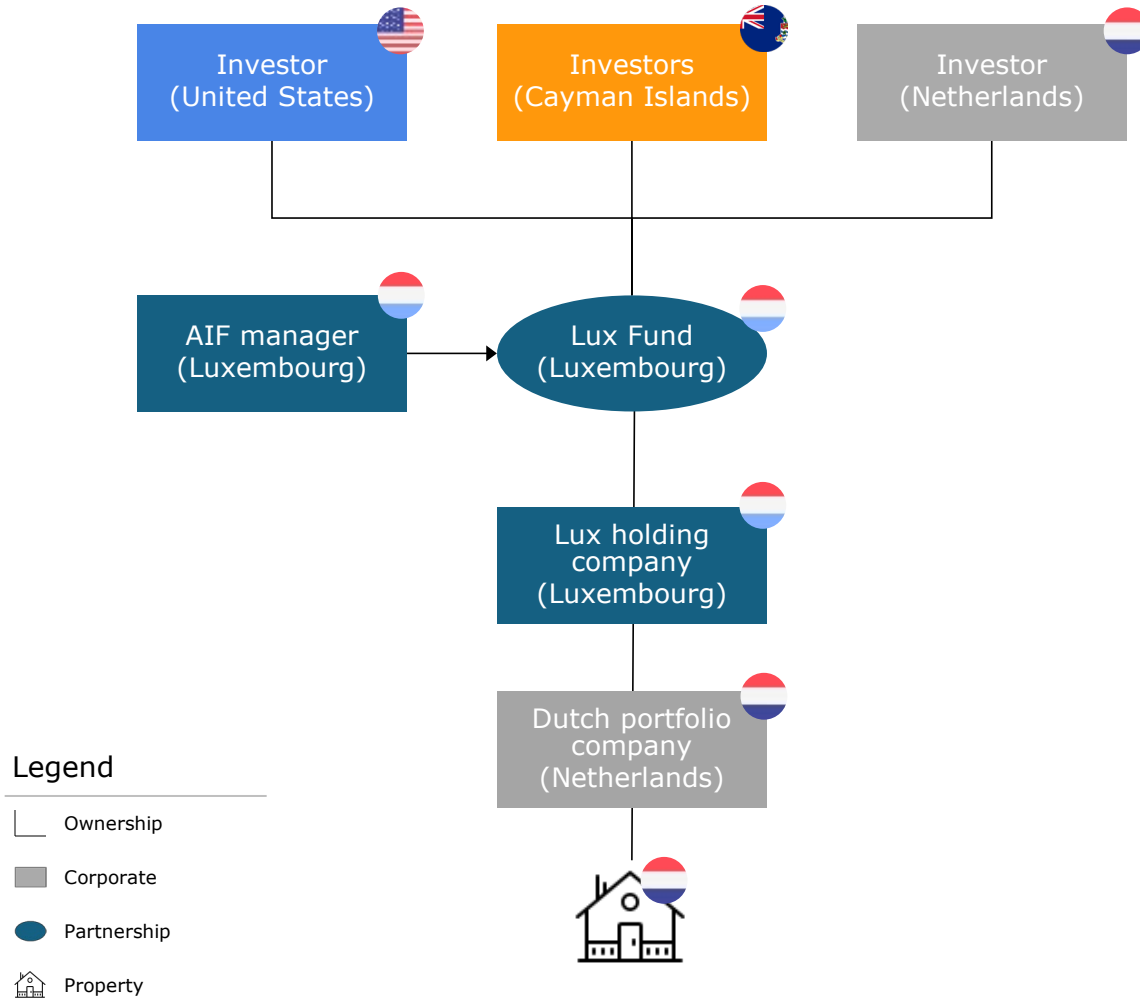 Investor
(United States)
Investors
(Cayman Islands)
Investor
(Netherlands)
AIF manager
(Luxembourg)
Lux Fund
(Luxembourg)
Lux holding
company
(Luxembourg)
Dutch portfolio
company
(Netherlands)
Legend
Ownership
Corporate
Partnership
Property